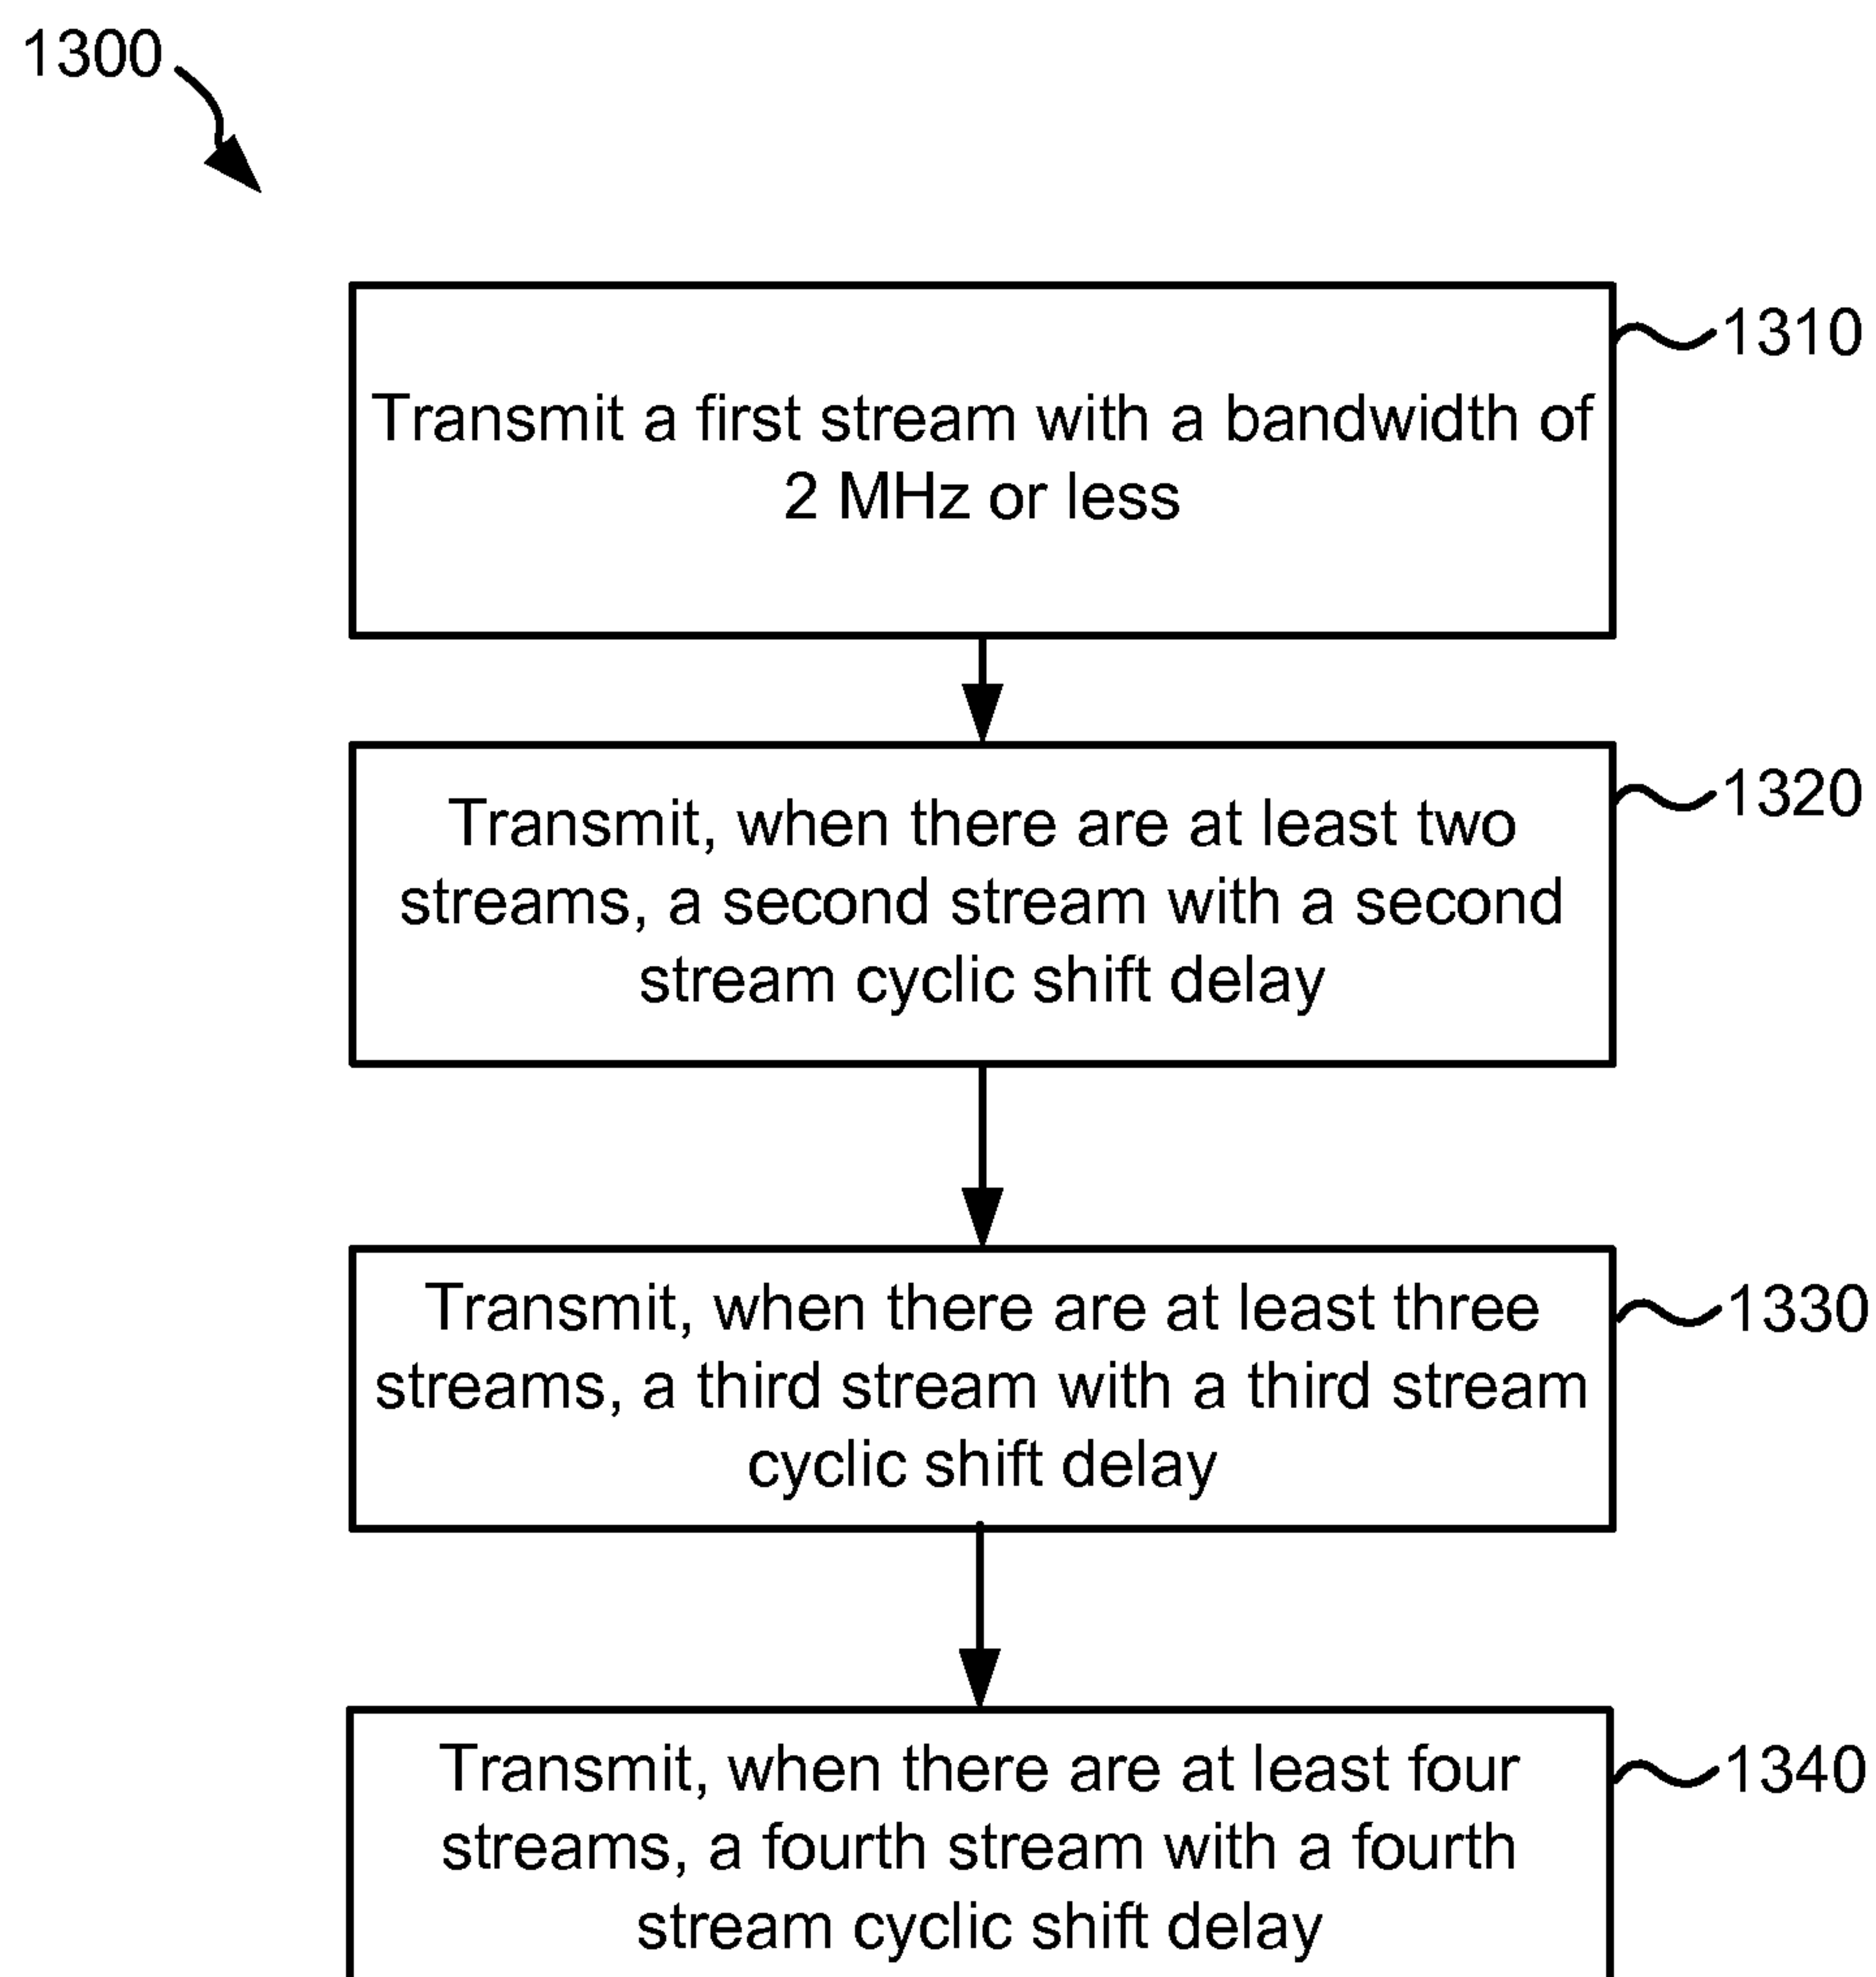 1300
1310
Transmit a first stream with a bandwidth of
2 MHz or less
1320
Transmit, when there are at least two
streams, a second stream with a second
stream cyclic shift delay
1330
Transmit, when there are at least three
streams, a third stream with a third stream
cyclic shift delay
1340
Transmit, when there are at least four
streams, a fourth stream with a fourth
stream cyclic shift delay